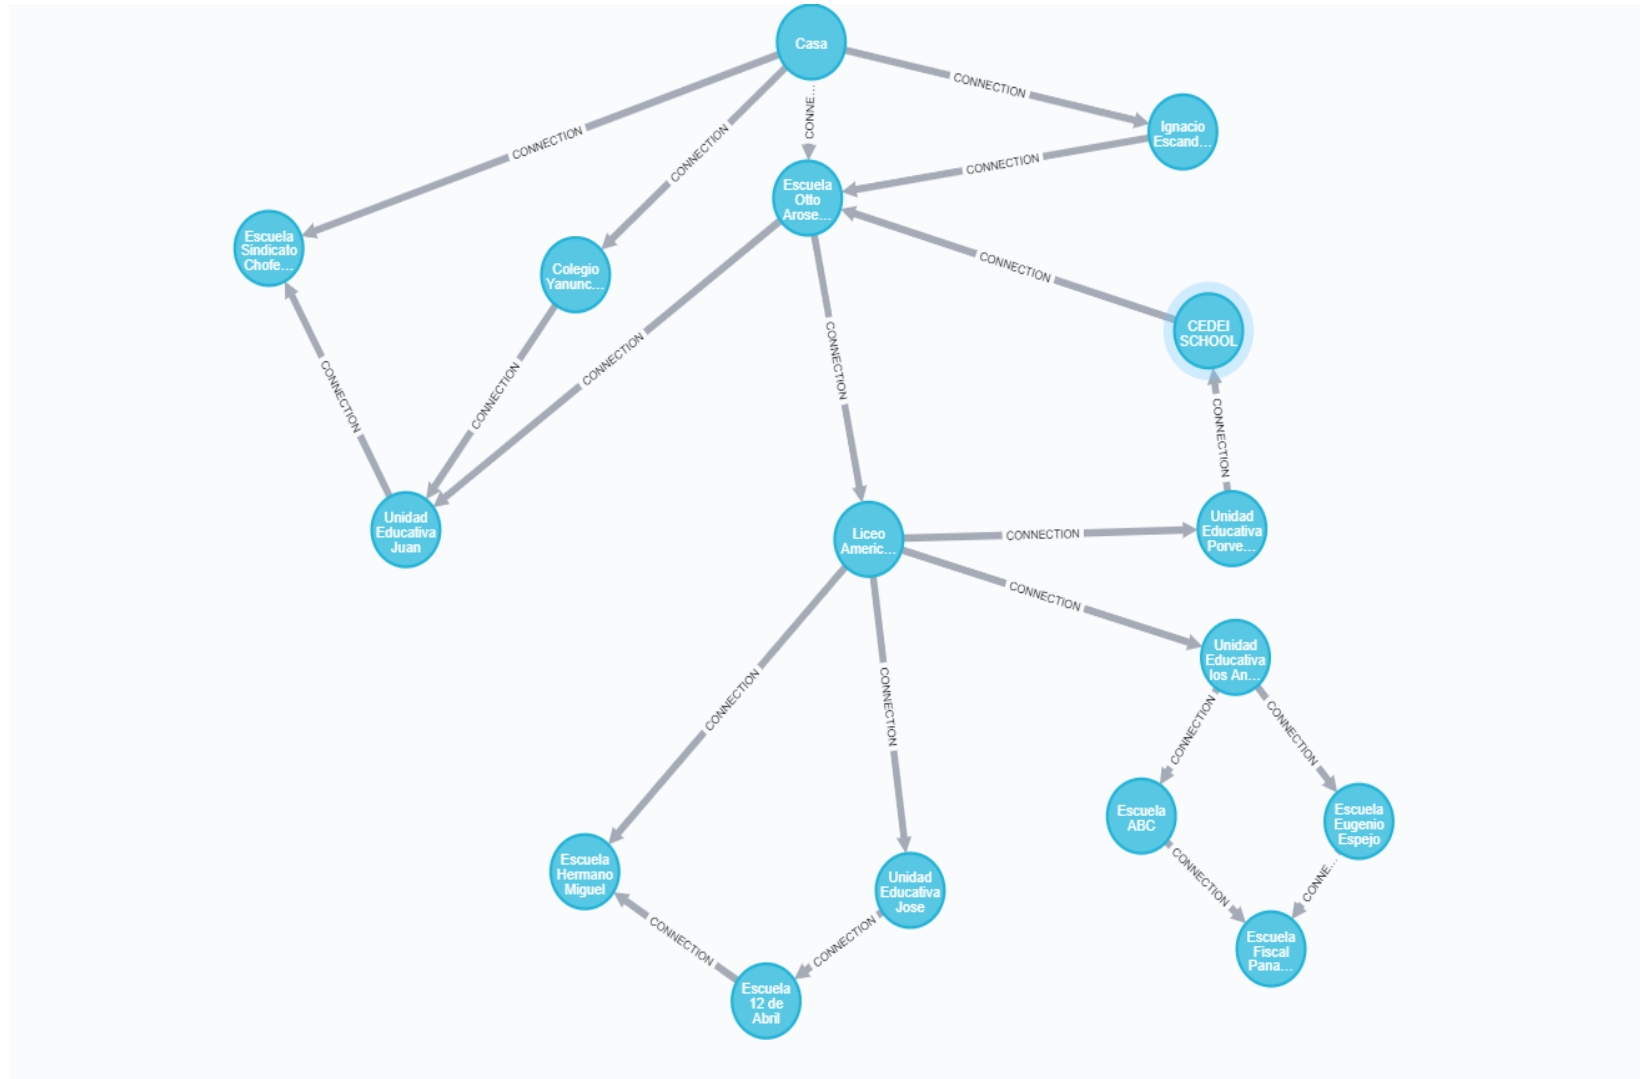 Casa
CONNECTION
CONNE...
CONNECTION
CONNECTION
Ignacio
Escand...
CONNECTION
Escuela
Otto
Arose...
Escuela
Sindicato
Chofe...
Colegio
Yanunc...
CONNECTION
CEDEI
SCHOOL
CONNECTION
CONNECTION
CONNECTION
CONNECTION
CONNECTION
Unidad
Educativa
Juan
Liceo
Americ...
CONNECTION
Unidad
Educativa
Porve...
CONNECTION
Unidad
Educativa
los An...
CONNECTION
CONNECTION
CONNECTION
CONNECTION
Escuela
ABC
Escuela
Eugenio
Espejo
CONNECTION
CONNE...
Escuela
Hermano
Miguel
Unidad
Educativa
Jose
CONNECTION
CONNECTION
Escuela
Fiscal
Pana...
Escuela
12 de
Abril